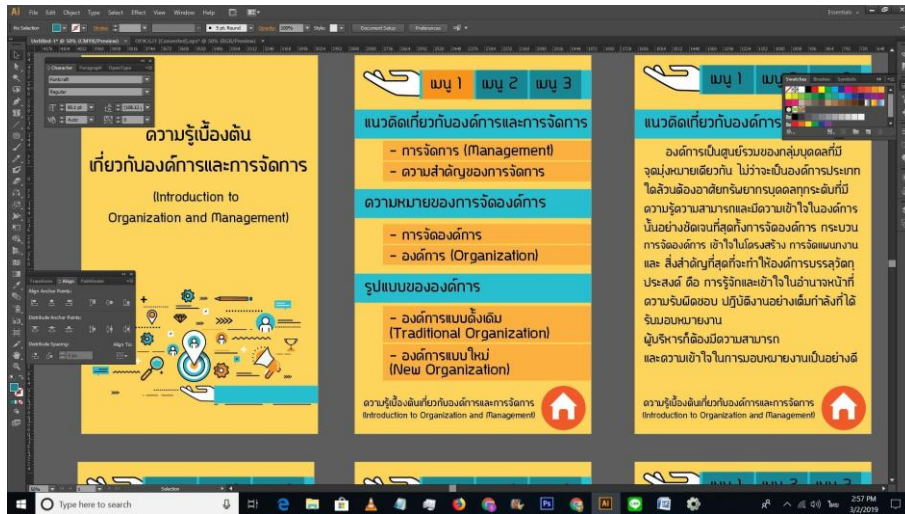 Ai File Edit Object Type Select Effect View Window Help
Essentials
No Selection
Stroke:
5 pt. Round
Opacity: 100%
Style:
Document Setup
Preferences
Character Paragraph OpenType
Regular
Auto
ความรู้เบื้องต้น
เกี่ยวกับองค์การและการจัดการ
(Introduction to
Organization and Management)
Transform Align Pathfinder
Align Anchor Points:
Distribute Anchor Points:
Distribute Spacing:
Align To:
เมนู 1 เมนู 2 เมนู 3
แนวคิดเกี่ยวกับองค์การและการจัดการ
- การจัดการ (Management)
- ความสำคัญของการจัดการ
ความหมายของการจัดองค์การ
- การจัดองค์การ
- องค์การ (Organization)
รูปแบบขององค์การ
- องค์การแบบดั้งเดิม
(Traditional Organization)
- องค์การแบบใหม่
(New Organization)
ความรู้เบื้องต้นเกี่ยวกับองค์การและการจัดการ
(Introduction to Organization and Management)
เมนู 1
Swatches Brushes Symbols
แนวคิดเกี่ยวกับองค์การ
องค์การเป็นศูนย์รวมของกลุ่มบุคคลที่มี
จุดมุ่งหมายเดียวกัน ไม่ว่าจะเป็นองค์การประเภท
ใดล้วนต้องอาศัยทรัพยากรบุคคลทุกระดับที่มี
ความรู้ความสามารถและมีความเข้าใจในองค์การ
นั้นอย่างชัดเจนที่สุดทั้งการจัดองค์การ กระบวน
การจัดองค์การ เข้าใจในโครงสร้าง การจัดแผนกงาน
และ สิ่งสำคัญที่สุดที่จะทำให้องค์การบรรลุวัตถุ
ประสงค์ คือ การรู้จักและเข้าใจในอำนาจหน้าที่
ความรับผิดชอบ ปฏิบัติงานอย่างเต็มกำลังที่ได้
รับมอบหมายงาน
ผู้บริหารก็ต้องมีความสามารถ
และความเข้าใจในการมอบหมายงานเป็นอย่างดี
ความรู้เบื้องต้นเกี่ยวกับองค์การและการจัดการ
(Introduction to Organization and Management)
50%
Selection
Type here to search
Ps
Ai
ไทย
2:57 PM
3/2/2019